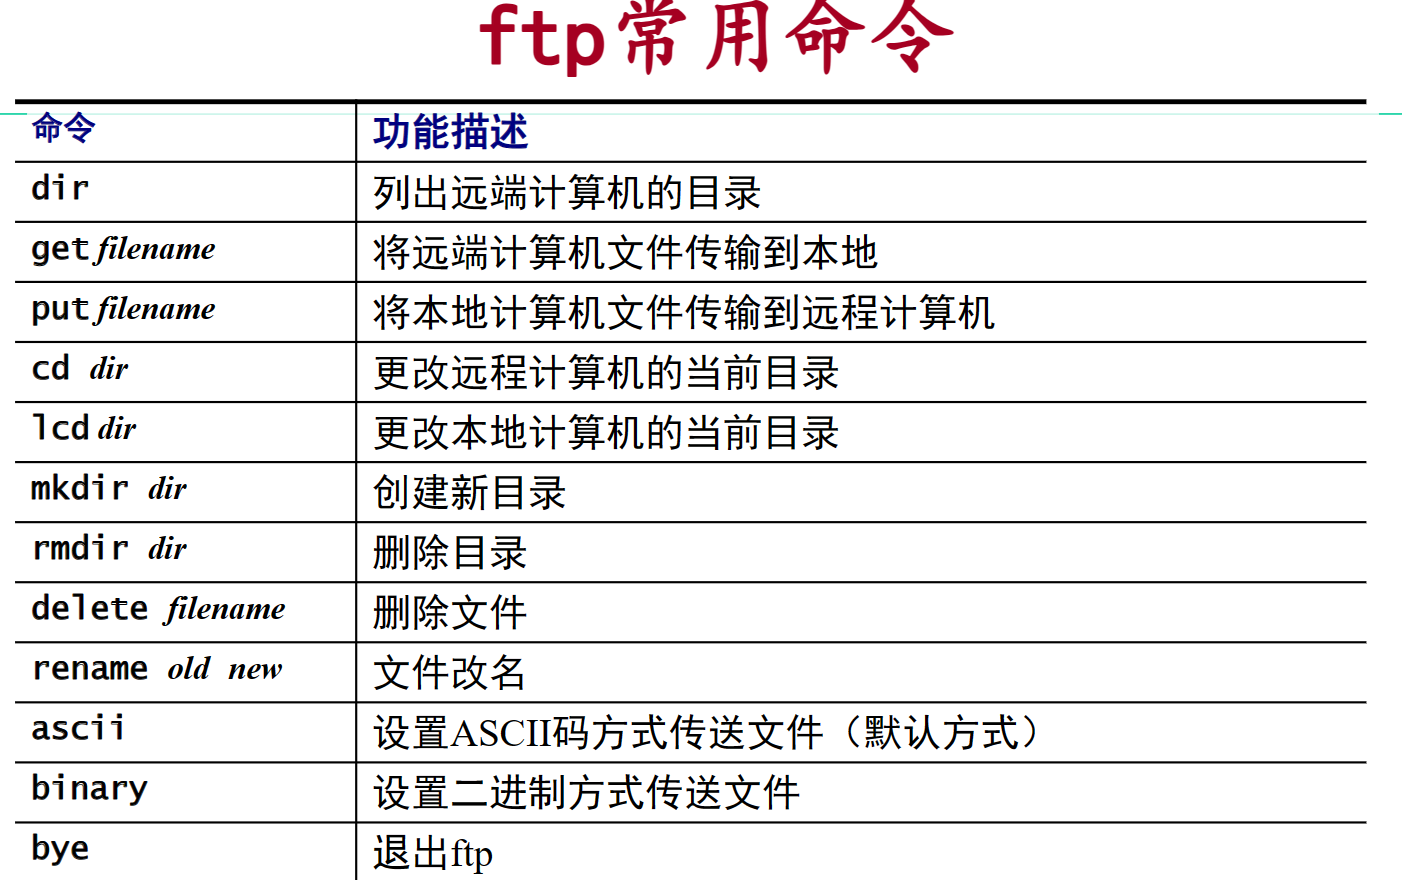 ftp常用命令
命令 功能描述
dir 列出远端计算机的目录
get filename 将远端计算机文件传输到本地
put filename 将本地计算机文件传输到远程计算机
cd dir 更改远程计算机的当前目录
lcd dir 更改本地计算机的当前目录
mkdir dir 创建新目录
rmdir dir 删除目录
delete filename 删除文件
rename old new 文件改名
ascii 设置ASCII码方式传送文件（默认方式）
binary 设置二进制方式传送文件
bye 退出ftp